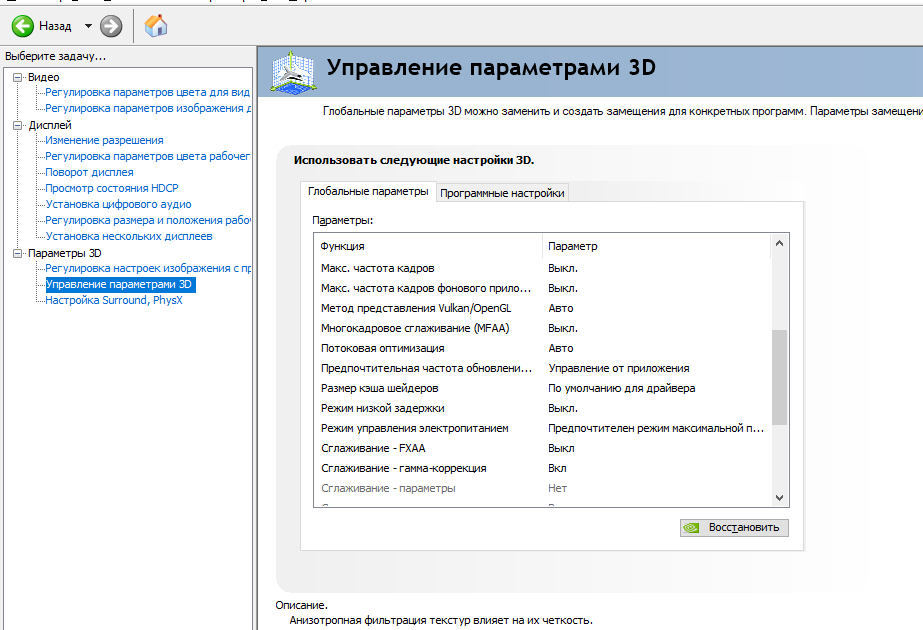 Назад
Выберите задачу...
Видео
Регулировка параметров цвета для вид
Регулировка параметров изображения д
Дисплей
Изменение разрешения
Регулировка параметров цвета рабочег
Поворот дисплея
Просмотр состояния HDCP
Установка цифрового аудио
Регулировка размера и положения рабо
Установка нескольких дисплеев
Параметры 3D
Регулировка настроек изображения с пр
Управление параметрами 3D
Настройка Surround, PhysX
Управление параметрами 3D
Глобальные параметры 3D можно заменить и создать замещения для конкретных программ. Параметры замещени
Использовать следующие настройки 3D.
Глобальные параметры Программные настройки
Параметры:
Функция Параметр
Макс. частота кадров Выкл.
Макс. частота кадров фонового прило... Выкл.
Метод представления Vulkan/OpenGL Авто
Многокадровое сглаживание (MFAA) Выкл.
Потоковая оптимизация Авто
Предпочтительная частота обновлени... Управление от приложения
Размер кэша шейдеров По умолчанию для драйвера
Режим низкой задержки Выкл.
Режим управления электропитанием Предпочтителен режим максимальной п...
Сглаживание - FXAA Выкл
Сглаживание - гамма-коррекция Вкл
Сглаживание - параметры Нет
Восстановить
Описание.
Анизотропная фильтрация текстур влияет на их четкость.